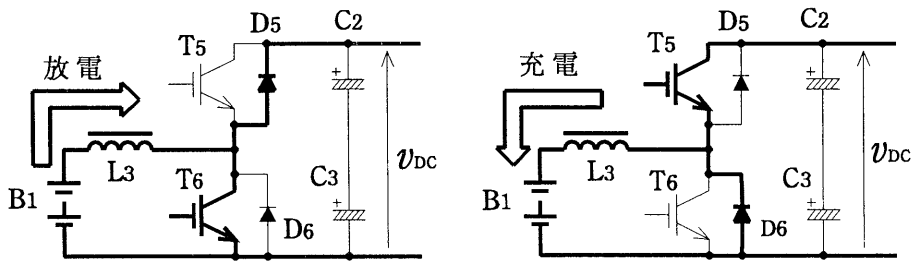 D5
C2
T5
放電
L3
T6
C3
vDC
B1
D6
D5
C2
T5
充電
L3
T6
C3
vDC
B1
D6
+
+
+
+